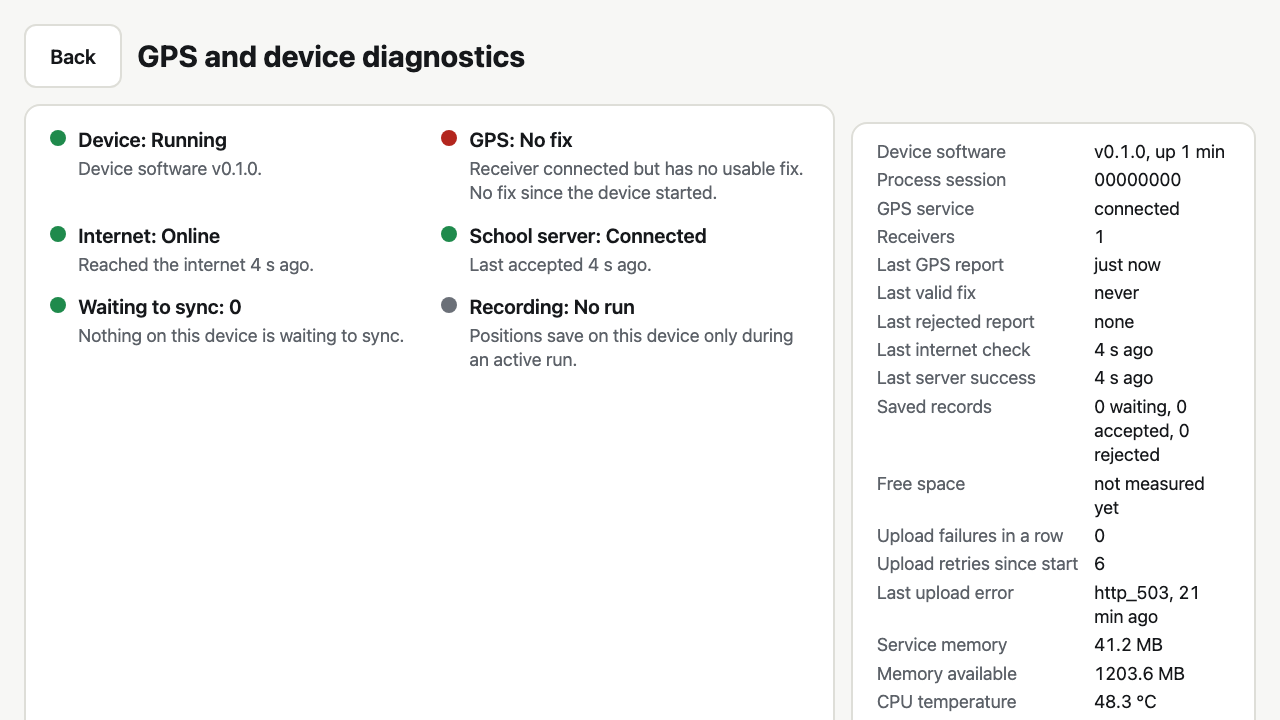 Back
GPS and device diagnostics
Device: Running
Device software v0.1.0.
GPS: No fix
Receiver connected but has no usable fix.
No fix since the device started.
Internet: Online
Reached the internet 4 s ago.
School server: Connected
Last accepted 4 s ago.
Waiting to sync: 0
Nothing on this device is waiting to sync.
Recording: No run
Positions save on this device only during
an active run.
Device software v0.1.0, up 1 min
Process session 00000000
GPS service connected
Receivers 1
Last GPS report just now
Last valid fix never
Last rejected report none
Last internet check 4 s ago
Last server success 4 s ago
Saved records 0 waiting, 0
accepted, 0
rejected
Free space not measured
yet
Upload failures in a row 0
Upload retries since start 6
Last upload error http_503, 21
min ago
Service memory 41.2 MB
Memory available 1203.6 MB
CPU temperature 48.3 °C